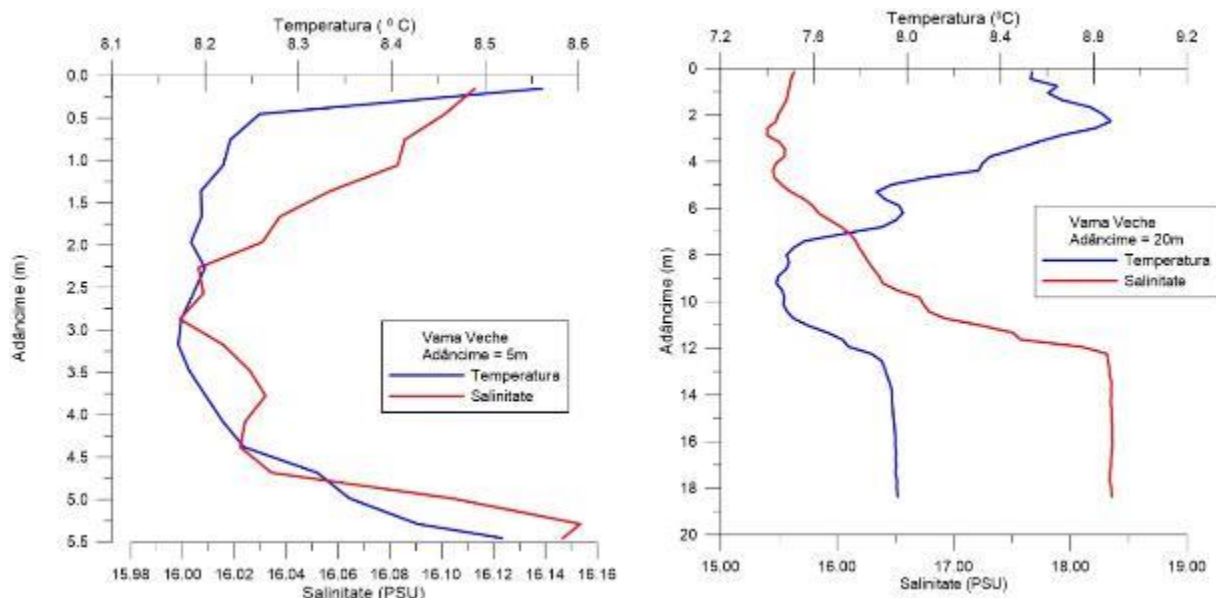 Temperatura ( ⁰ C)
8.1 8.2 8.3 8.4 8.5 8.6
0.0
0.5
1.0
1.5
2.0
2.5
3.0
3.5
4.0
4.5
5.0
5.5
Adâncime (m)
Vama Veche
Adâncime = 5m
Temperatura
Salinitate
15.98 16.00 16.02 16.04 16.06 16.08 16.10 16.12 16.14 16.16
Salinitate (PSU)
Temperatura (⁰C)
7.2 7.6 8.0 8.4 8.8 9.2
0
2
4
6
8
10
12
14
16
18
20
Adâncime (m)
Vama Veche
Adâncime = 20m
Temperatura
Salinitate
15.00 16.00 17.00 18.00 19.00
Salinitate (PSU)